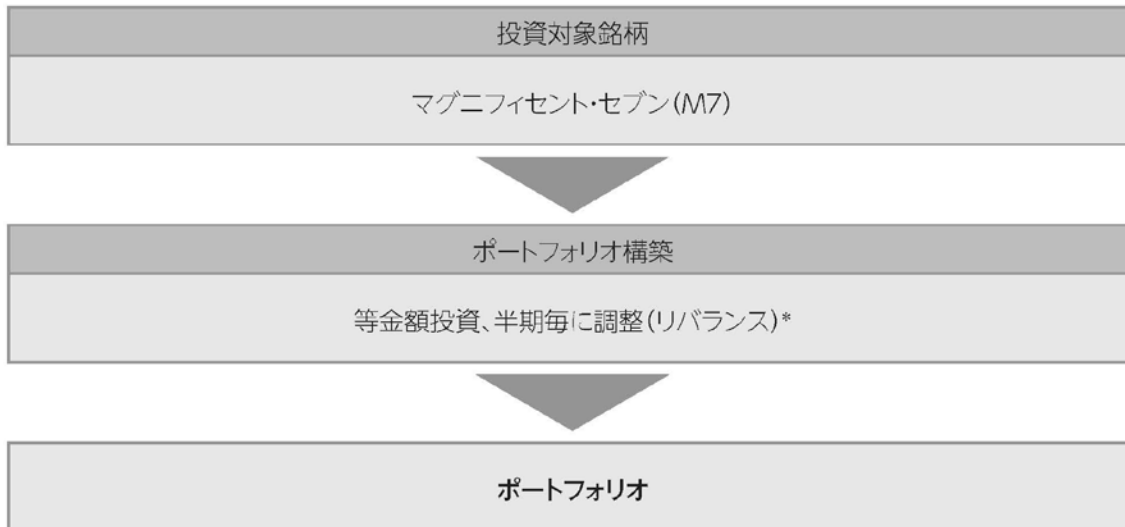 投資対象銘柄
マグニフィセント・セブン(M7)
ポートフォリオ構築
等金額投資、半期毎に調整(リバランス)*
ポートフォリオ